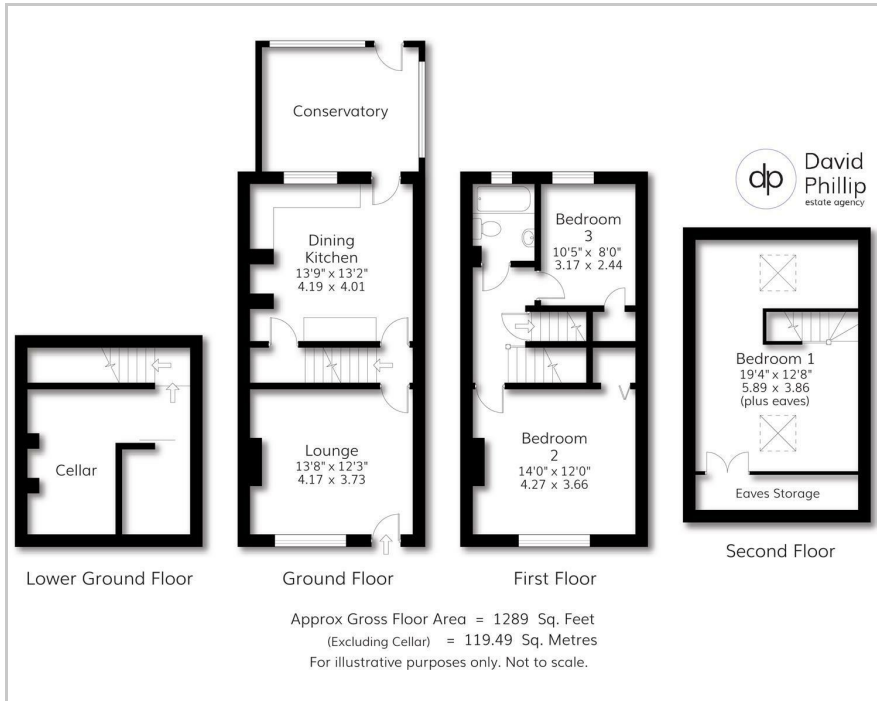 Conservatory
Dining
Kitchen
13'9" x 13'2"
4.19 x 4.01
Lounge
13'8" x 12'3"
4.17 x 3.73
Cellar
Bedroom
3
10'5" x 8'0"
3.17 x 2.44
Bedroom
2
14'0" x 12'0"
4.27 x 3.66
dp
David
Phillip
estate agency
Bedroom 1
19'4" x 12'8"
5.89 x 3.86
(plus eaves)
Eaves Storage
Lower Ground Floor
Ground Floor
First Floor
Second Floor
Approx Gross Floor Area = 1289 Sq. Feet
(Excluding Cellar) = 119.49 Sq. Metres
For illustrative purposes only. Not to scale.